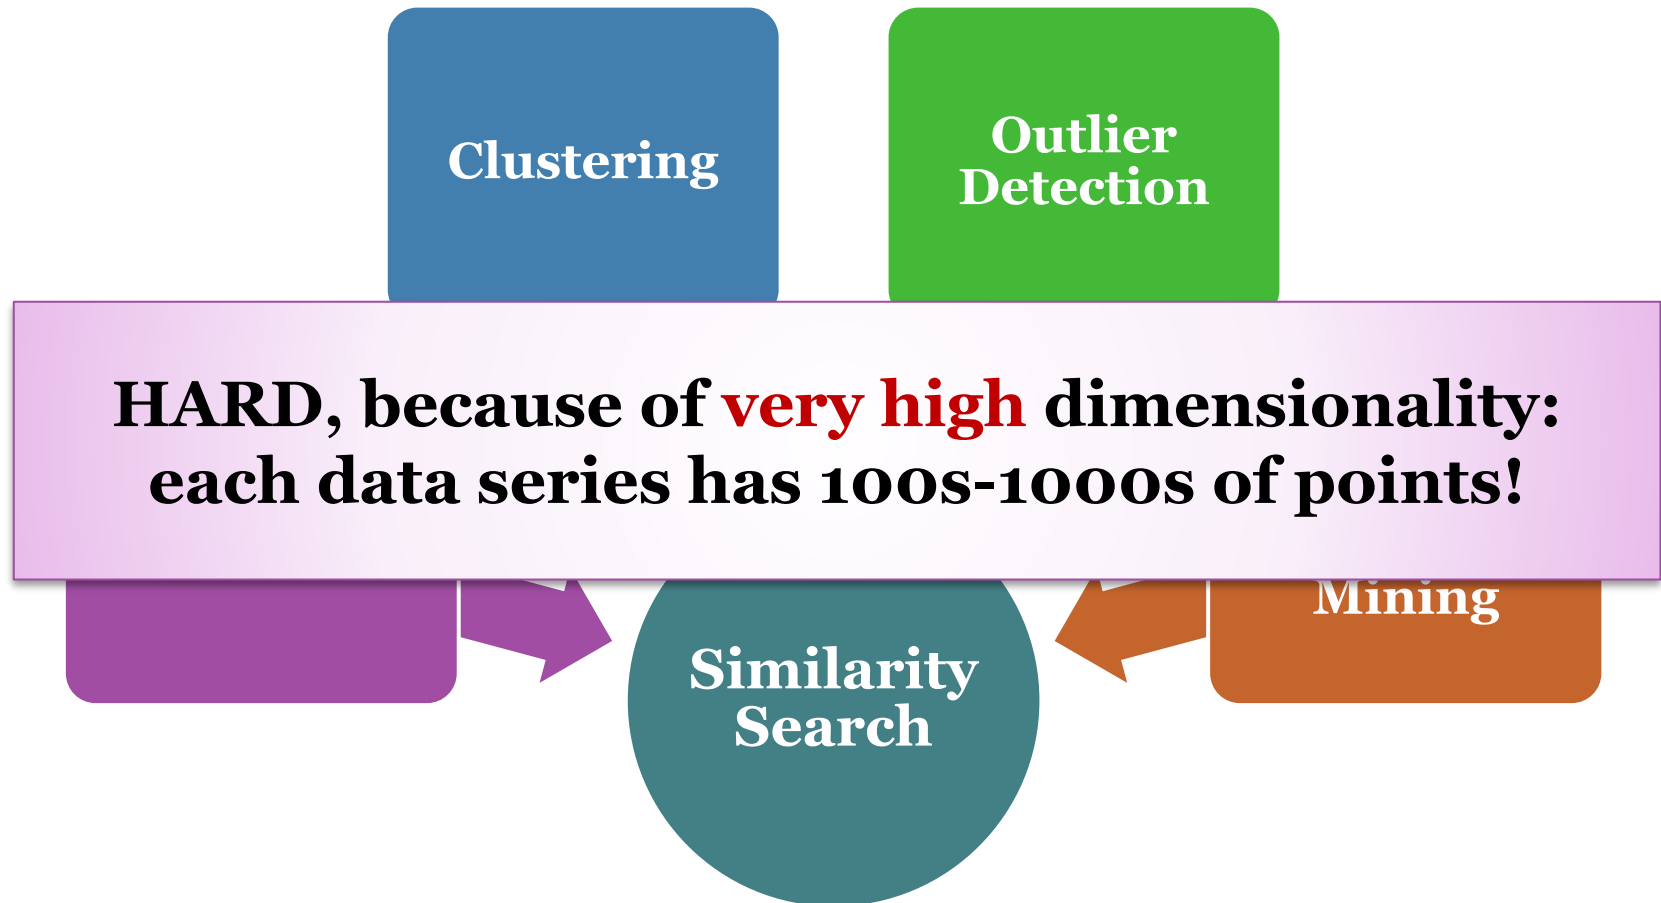 Clustering
Outlier
Detection
HARD, because of very high dimensionality:
each data series has 100s-1000s of points!
Mining
Similarity
Search